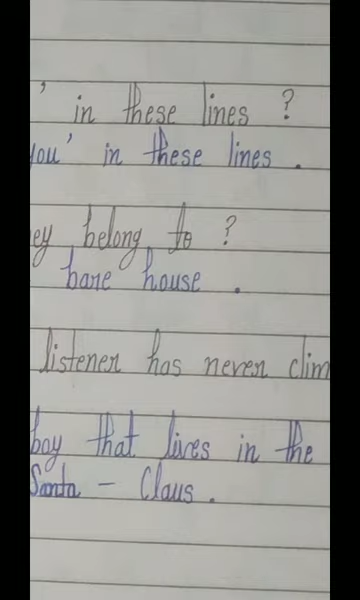 ' in these lines ?
you' in these lines .
ey belong to ?
bare house .
listener has never clim
boy that lives in the
Santa - Claus .